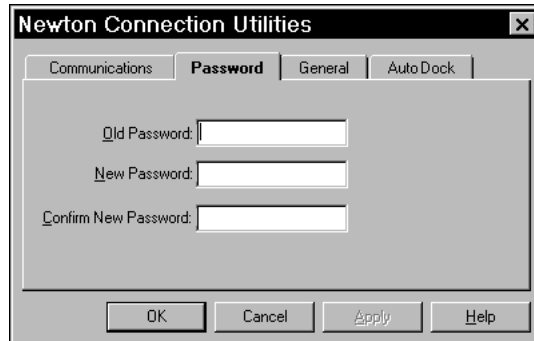 Newton Connection Utilities
Communications Password General Auto Dock
Old Password:
New Password:
Confirm New Password:
OK Cancel Apply Help